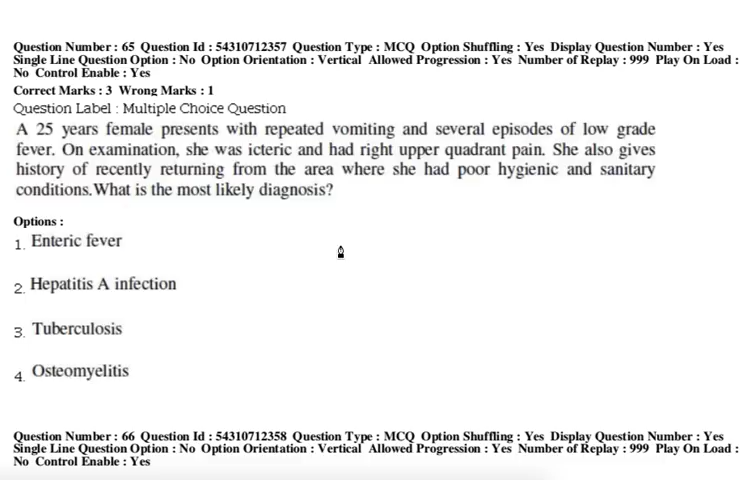 Question Number : 65 Question Id : 54310712357 Question Type : MCQ Option Shuffling : Yes Display Question Number : Yes
Single Line Question Option : No Option Orientation : Vertical Allowed Progression : Yes Number of Replay : 999 Play On Load :
No Control Enable : Yes
Correct Marks : 3 Wrong Marks : 1
Question Label : Multiple Choice Question
A 25 years female presents with repeated vomiting and several episodes of low grade
fever. On examination, she was icteric and had right upper quadrant pain. She also gives
history of recently returning from the area where she had poor hygienic and sanitary
conditions.What is the most likely diagnosis?
Options :
1. Enteric fever
2. Hepatitis A infection
3. Tuberculosis
4. Osteomyelitis
Question Number : 66 Question Id : 54310712358 Question Type : MCQ Option Shuffling : Yes Display Question Number : Yes
Single Line Question Option : No Option Orientation : Vertical Allowed Progression : Yes Number of Replay : 999 Play On Load :
No Control Enable : Yes